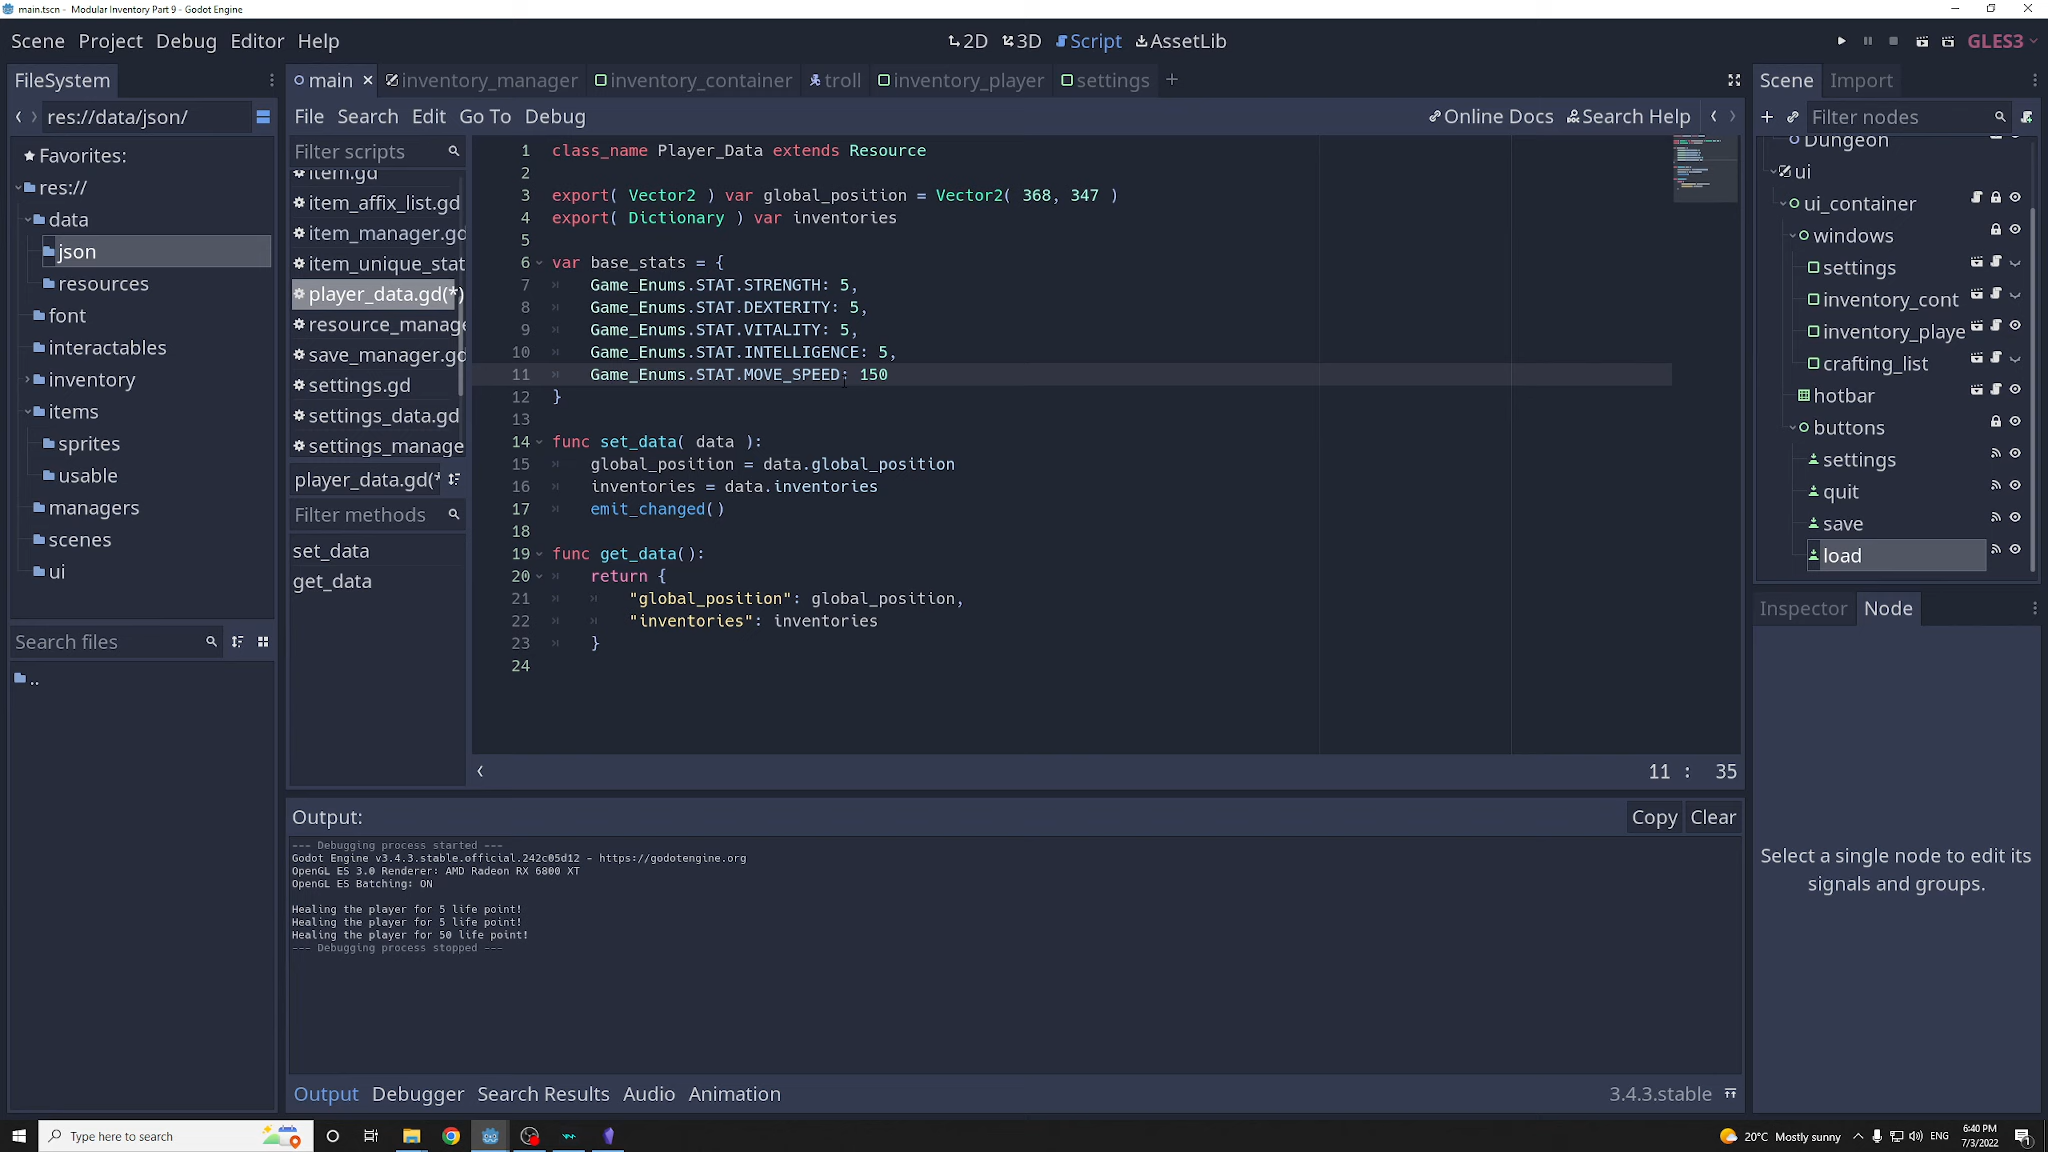 main.tscn - Modular Inventory Part 9 - Godot Engine
Scene Project Debug Editor Help
2D 3D Script AssetLib
GLES3
FileSystem
res://data/json/
Favorites:
res://
data
json
resources
font
interactables
inventory
items
sprites
usable
managers
scenes
ui
Search files
..
main inventory_manager inventory_container troll inventory_player settings
File Search Edit Go To Debug
Online Docs Search Help
Filter scripts
item.gd
item_affix_list.gd
item_manager.gd
item_unique_stat
player_data.gd(*)
resource_manage
save_manager.gd
settings.gd
settings_data.gd
settings_manage
player_data.gd(*
Filter methods
set_data
get_data
1 class_name Player_Data extends Resource
2
3 export( Vector2 ) var global_position = Vector2( 368, 347 )
4 export( Dictionary ) var inventories
5
6 var base_stats = {
7 Game_Enums.STAT.STRENGTH: 5,
8 Game_Enums.STAT.DEXTERITY: 5,
9 Game_Enums.STAT.VITALITY: 5,
10 Game_Enums.STAT.INTELLIGENCE: 5,
11 Game_Enums.STAT.MOVE_SPEED: 150
12 }
13
14 func set_data( data ):
15 global_position = data.global_position
16 inventories = data.inventories
17 emit_changed()
18
19 func get_data():
20 return {
21 "global_position": global_position,
22 "inventories": inventories
23 }
24
11 : 35
Output:
Copy Clear
--- Debugging process started ---
Godot Engine v3.4.3.stable.official.242c05d12 - https://godotengine.org
OpenGL ES 3.0 Renderer: AMD Radeon RX 6800 XT
OpenGL ES Batching: ON
Healing the player for 5 life point!
Healing the player for 5 life point!
Healing the player for 50 life point!
--- Debugging process stopped ---
Output Debugger Search Results Audio Animation
3.4.3.stable
Scene Import
Filter nodes
Dungeon
ui
ui_container
windows
settings
inventory_cont
inventory_playe
crafting_list
hotbar
buttons
settings
quit
save
load
Inspector Node
Select a single node to edit its
signals and groups.
Type here to search
20°C Mostly sunny
ENG
6:40 PM
7/3/2022